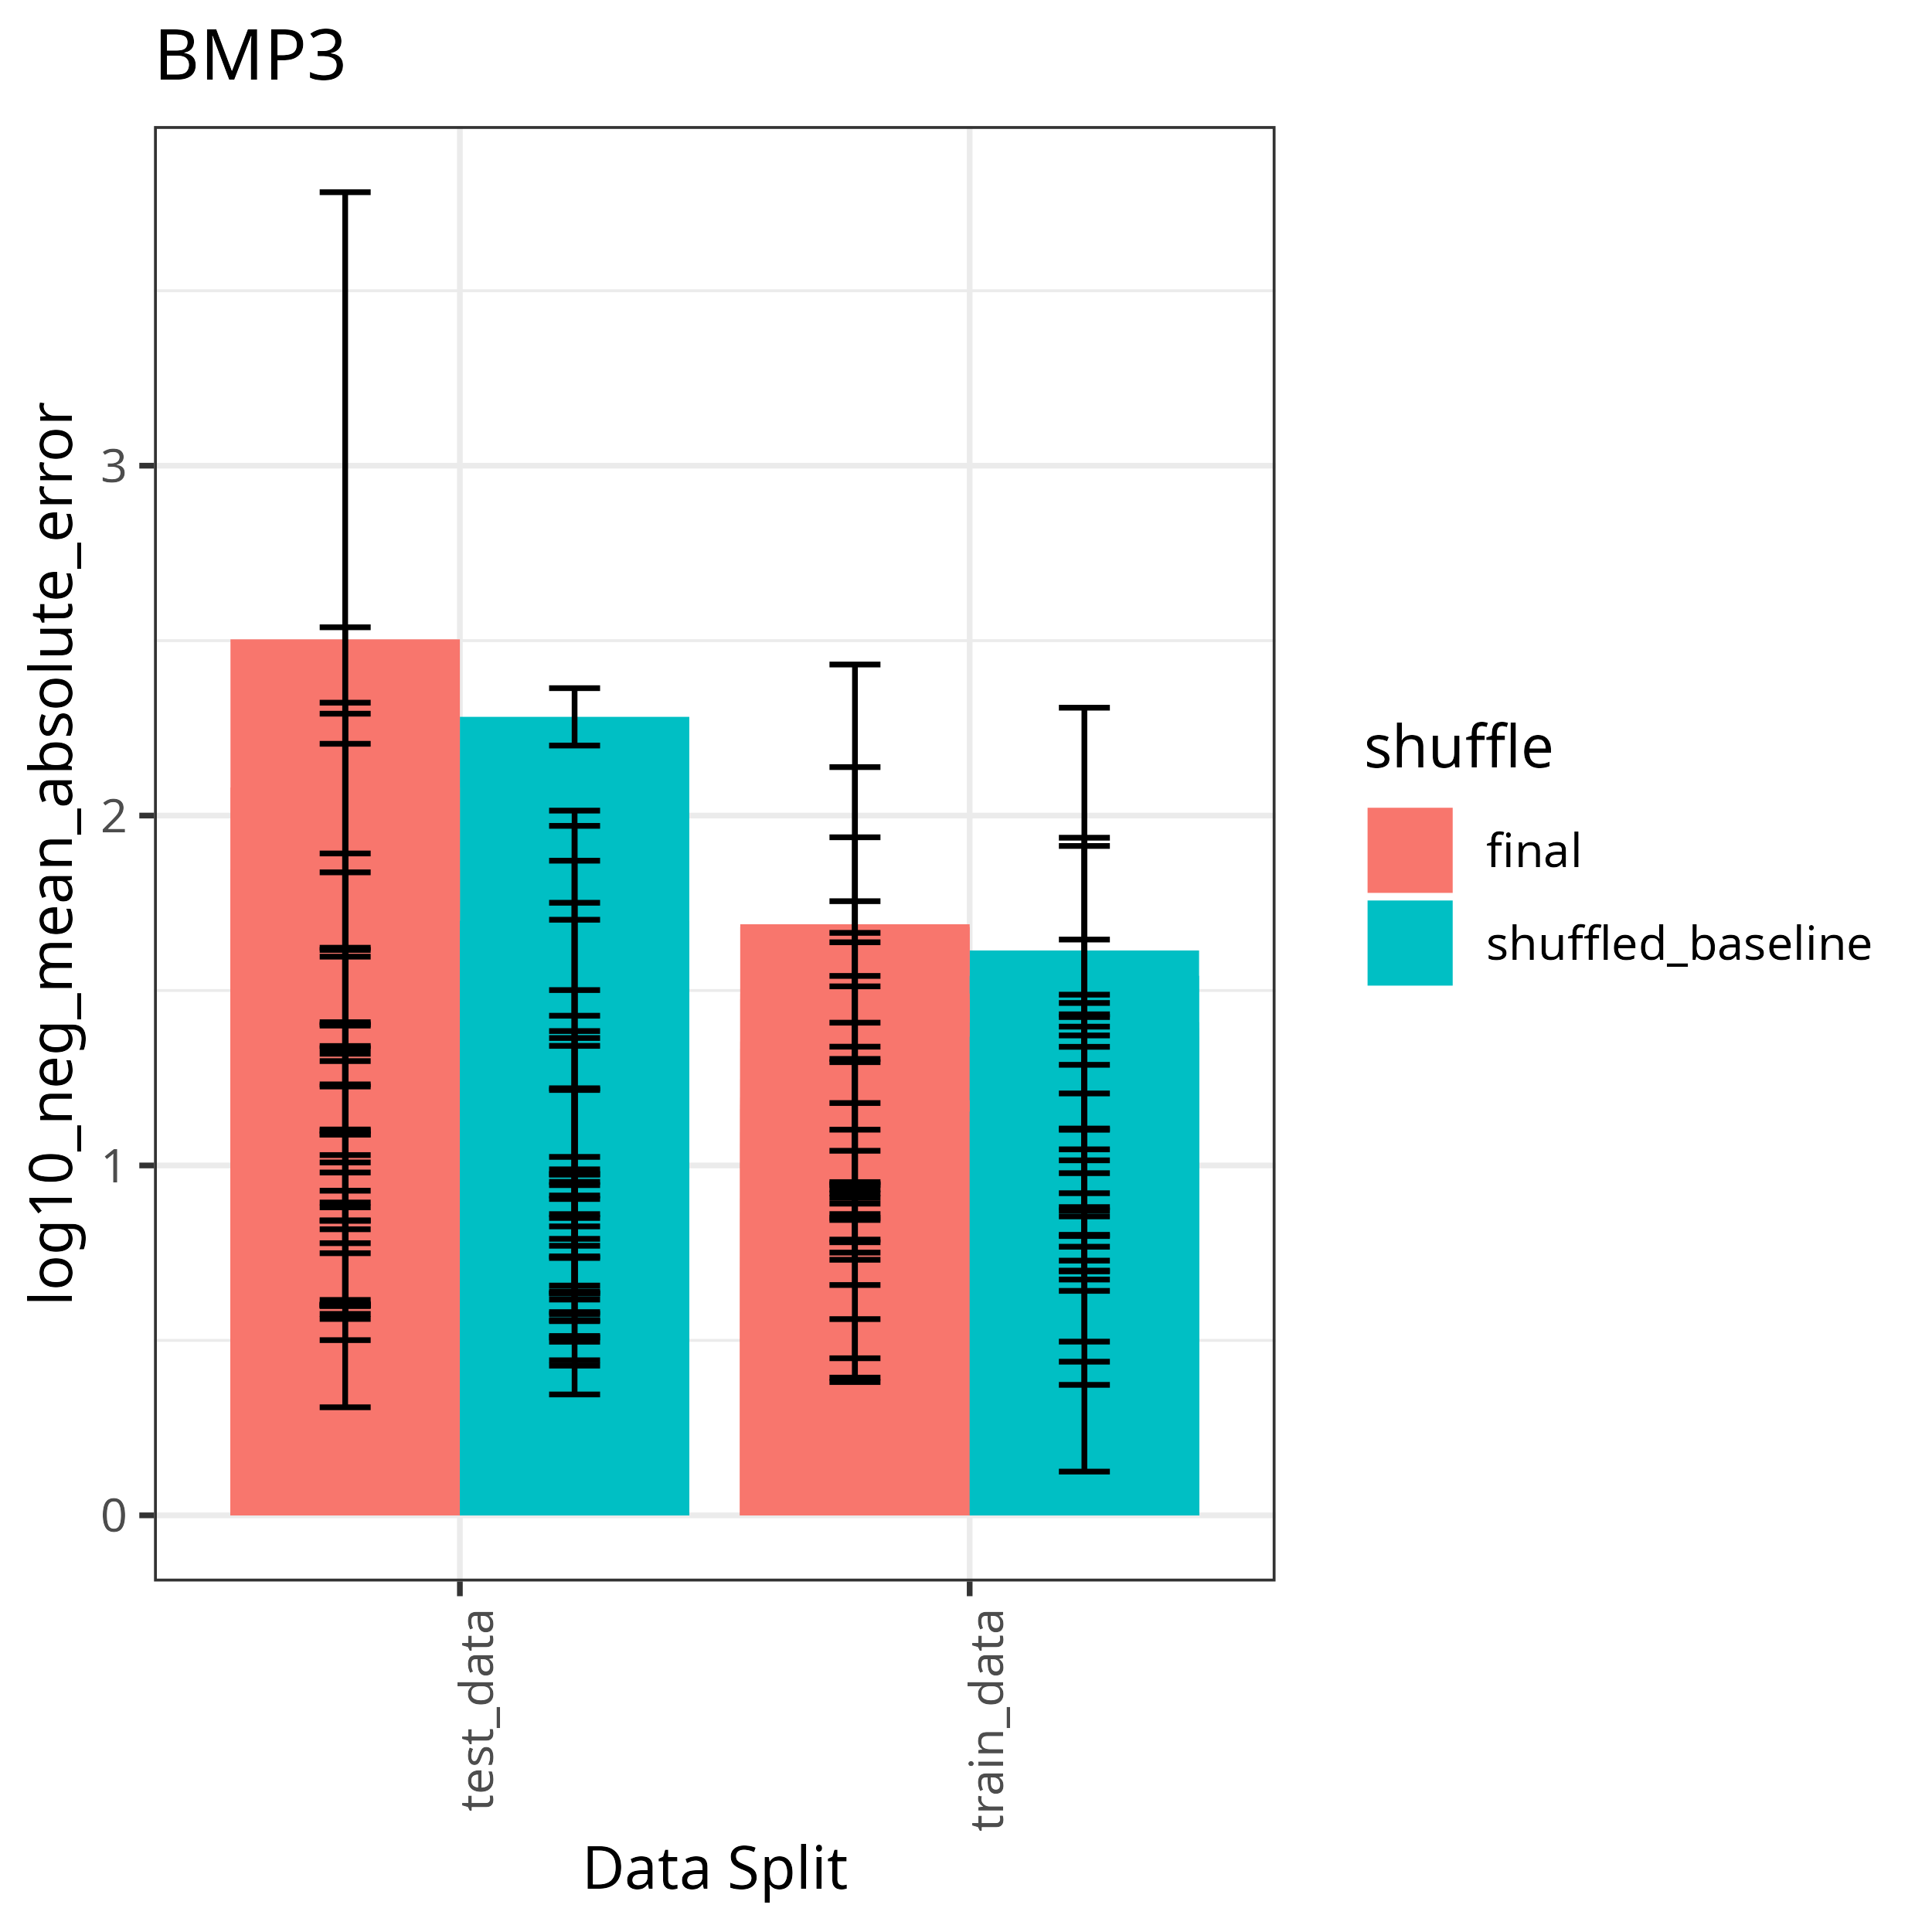 BMP3
log10_neg_mean_absolute_error
3
2
1
0
test_data
train_data
Data Split
shuffle
final
shuffled_baseline